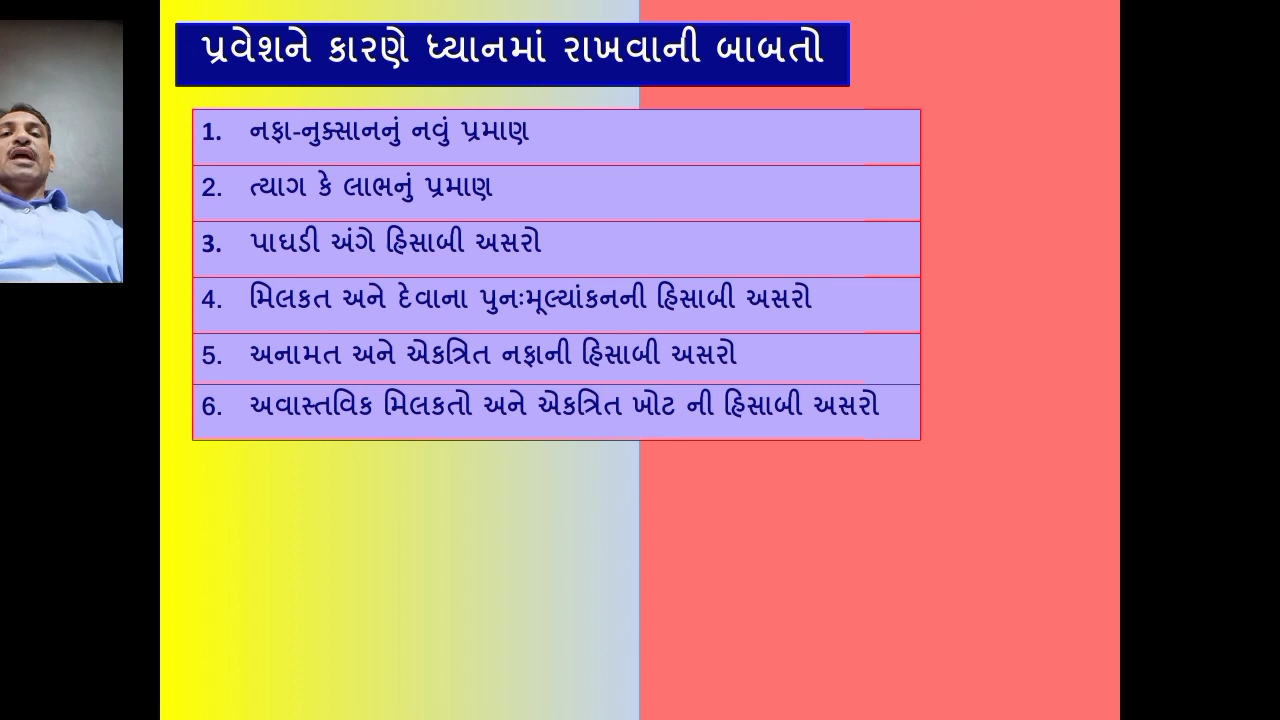 પ્રવેશને કારણે ધ્યાનમાં રાખવાની બાબતો
1. નફા-નુક્સાનનું નવું પ્રમાણ
2. ત્યાગ કે લાભનું પ્રમાણ
3. પાઘડી અંગે હિસાબી અસરો
4. મિલકત અને દેવાના પુનઃમૂલ્યાંકનની હિસાબી અસરો
5. અનામત અને એકત્રિત નફાની હિસાબી અસરો
6. અવાસ્તવિક મિલકતો અને એકત્રિત ખોટ ની હિસાબી અસરો